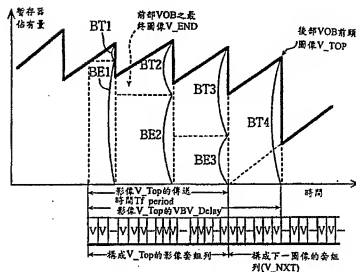 暫存器
佔有量
前部VOB之最
終圖像V_END
後部VOB前頭
圖像V_TOP
BT1
BE1
BT2
BE2
BT3
BE3
BT4
時間
影像V_Top的傳送
時間Tf period
影像V_Top的VBV_Delay
V V V V V V V V V V V V V V V V
構成V_Top的影像套組列
構成下一圖像的套組
列(V_NXT)